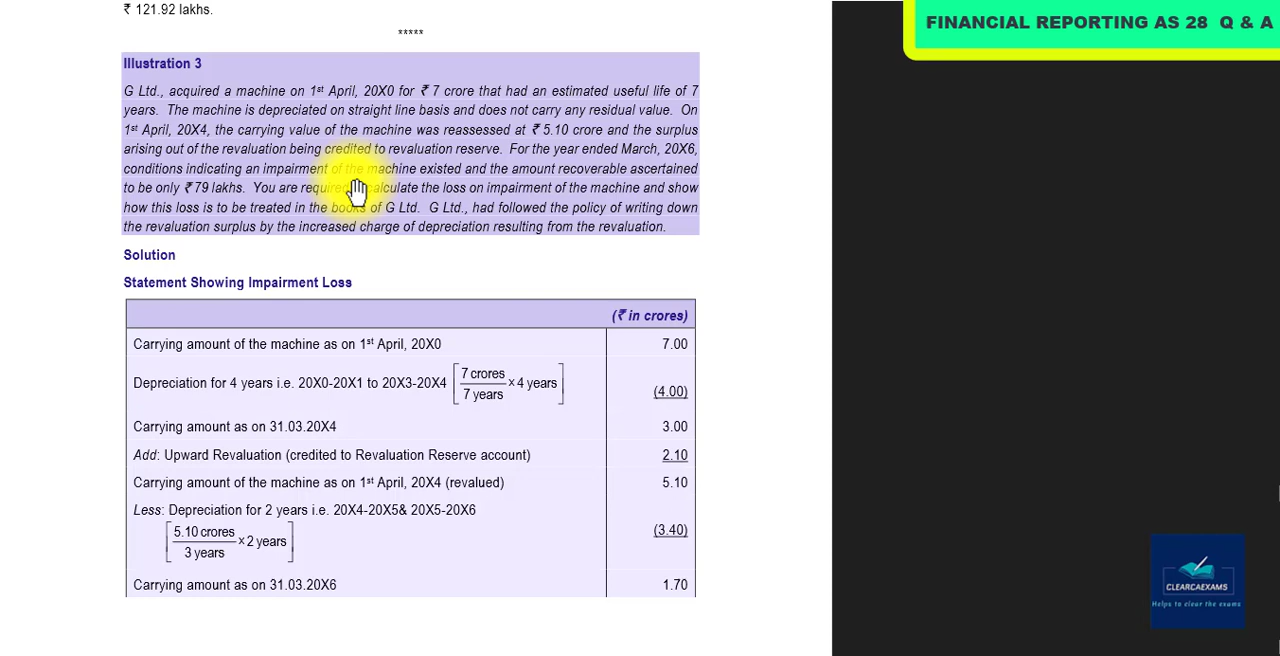 ₹ 121.92 lakhs.
*****
FINANCIAL REPORTING AS 28 Q & A
Illustration 3
G Ltd., acquired a machine on 1st April, 20X0 for ₹ 7 crore that had an estimated useful life of 7
years. The machine is depreciated on straight line basis and does not carry any residual value. On
1st April, 20X4, the carrying value of the machine was reassessed at ₹ 5.10 crore and the surplus
arising out of the revaluation being credited to revaluation reserve. For the year ended March, 20X6,
conditions indicating an impairment of the machine existed and the amount recoverable ascertained
to be only ₹ 79 lakhs. You are required calculate the loss on impairment of the machine and show
how this loss is to be treated in the books of G Ltd. G Ltd., had followed the policy of writing down
the revaluation surplus by the increased charge of depreciation resulting from the revaluation.
Solution
Statement Showing Impairment Loss
(₹ in crores)
Carrying amount of the machine as on 1st April, 20X0 7.00
Depreciation for 4 years i.e. 20X0-20X1 to 20X3-20X4 [7 crores / 7 years × 4 years] (4.00)
Carrying amount as on 31.03.20X4 3.00
Add: Upward Revaluation (credited to Revaluation Reserve account) 2.10
Carrying amount of the machine as on 1st April, 20X4 (revalued) 5.10
Less: Depreciation for 2 years i.e. 20X4-20X5& 20X5-20X6
[5.10 crores / 3 years × 2 years] (3.40)
Carrying amount as on 31.03.20X6 1.70
CLEARCAEXAMS
Helps to clear the exams